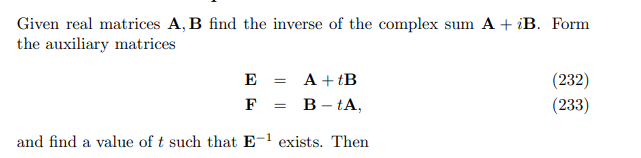 Given real matrices A, B find the inverse of the complex sum A + iB. Form
the auxiliary matrices
E = A + tB (232)
F = B − tA, (233)
and find a value of t such that E⁻¹ exists. Then